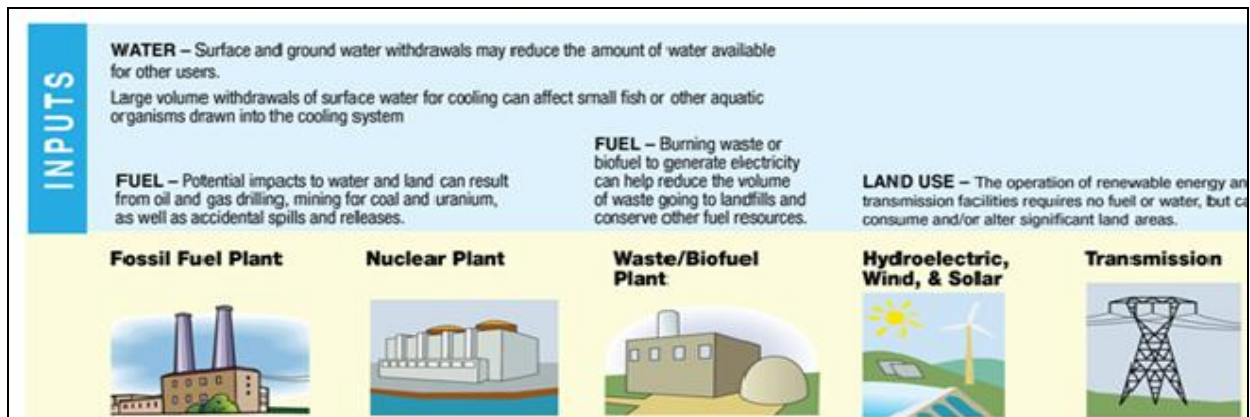 INPUTS
WATER – Surface and ground water withdrawals may reduce the amount of water available
for other users.
Large volume withdrawals of surface water for cooling can affect small fish or other aquatic
organisms drawn into the cooling system
FUEL – Potential impacts to water and land can result
from oil and gas drilling, mining for coal and uranium,
as well as accidental spills and releases.
FUEL – Burning waste or
biofuel to generate electricity
can help reduce the volume
of waste going to landfills and
conserve other fuel resources.
LAND USE – The operation of renewable energy an
transmission facilities requires no fuel or water, but ca
consume and/or alter significant land areas.
Fossil Fuel Plant
Nuclear Plant
Waste/Biofuel
Plant
Hydroelectric,
Wind, & Solar
Transmission